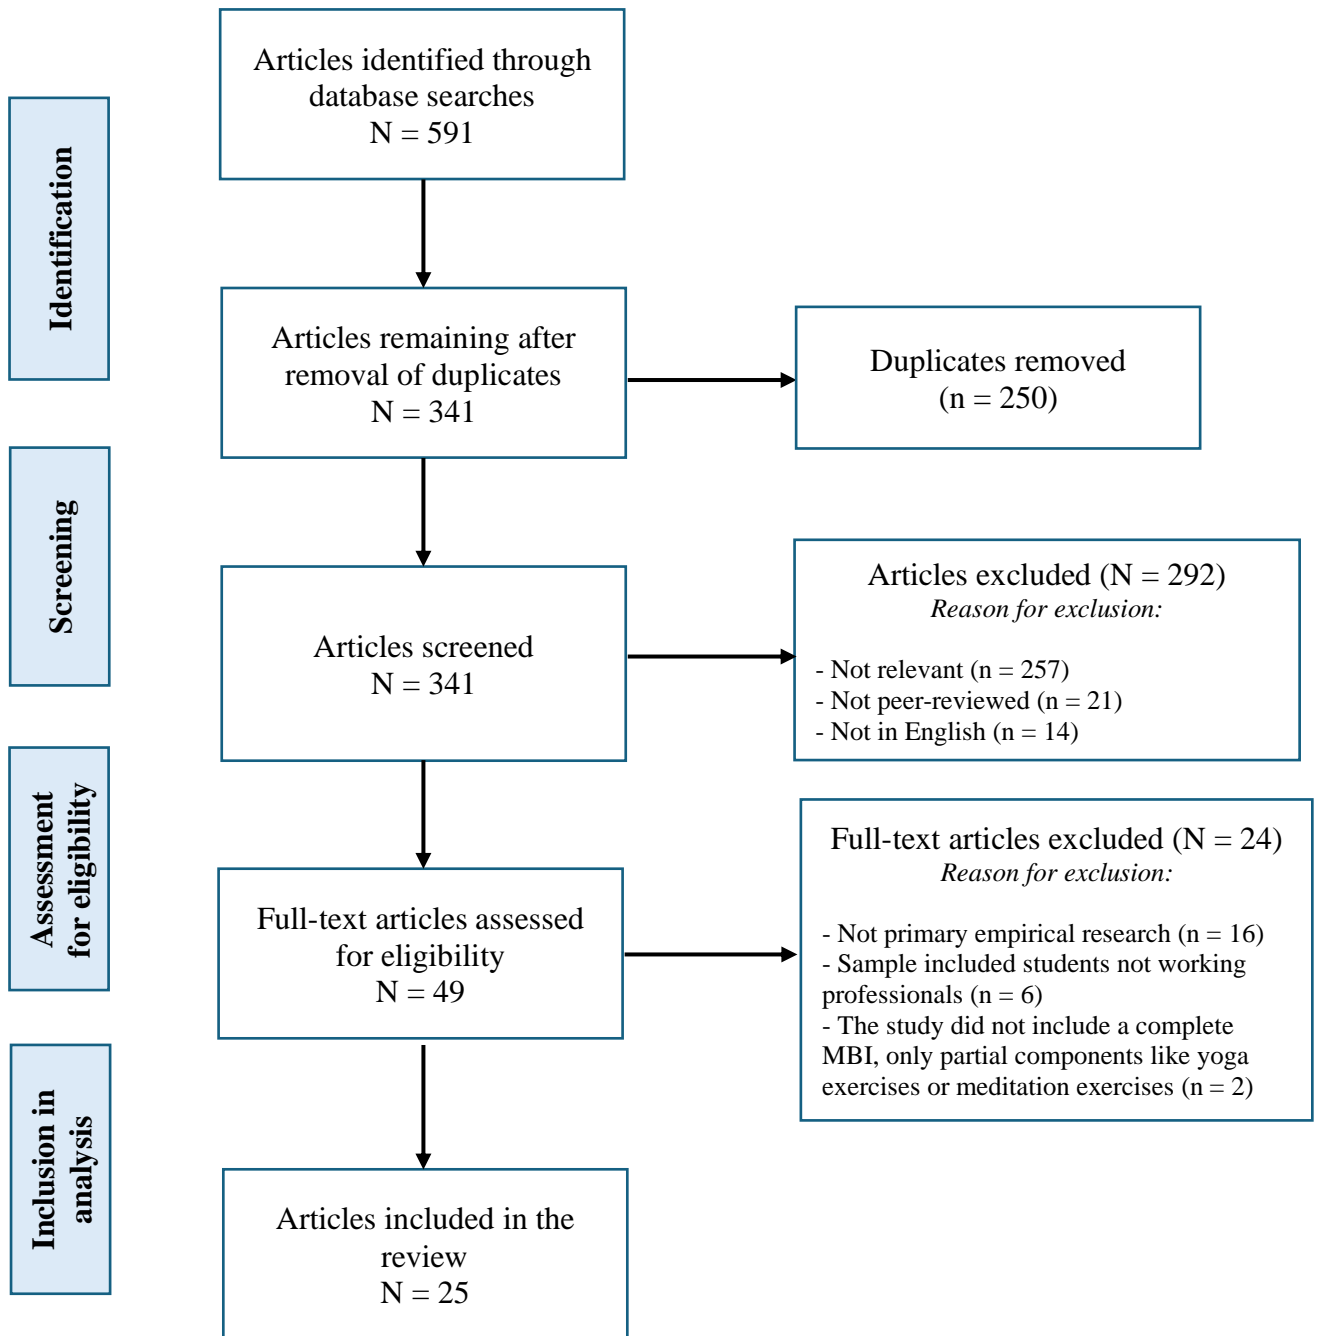 Articles identified through
database searches
N = 591
Identification
Articles remaining after
removal of duplicates
N = 341
Duplicates removed
(n = 250)
Screening
Articles screened
N = 341
Articles excluded (N = 292)
Reason for exclusion:
- Not relevant (n = 257)
- Not peer-reviewed (n = 21)
- Not in English (n = 14)
Assessment
for eligibility
Full-text articles assessed
for eligibility
N = 49
Full-text articles excluded (N = 24)
Reason for exclusion:
- Not primary empirical research (n = 16)
- Sample included students not working
professionals (n = 6)
- The study did not include a complete
MBI, only partial components like yoga
exercises or meditation exercises (n = 2)
Inclusion in
analysis
Articles included in the
review
N = 25